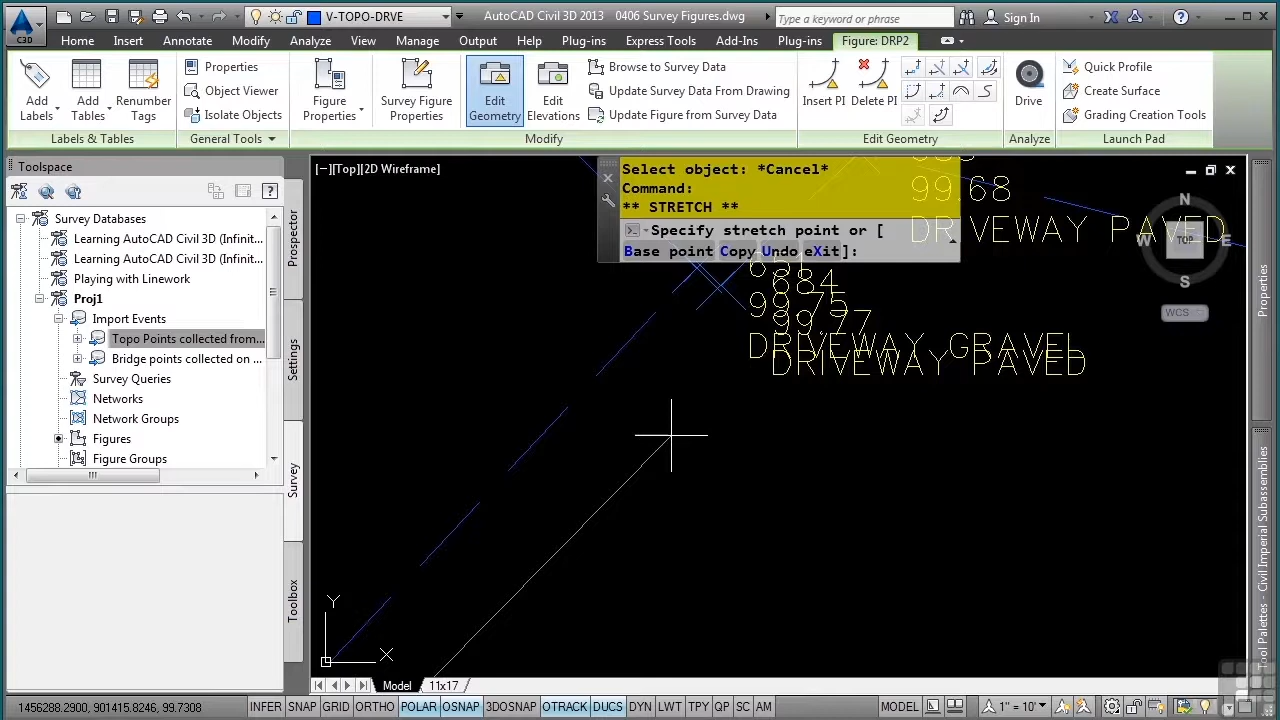 C3D
V-TOPO-DRVE
AutoCAD Civil 3D 2013 0406 Survey Figures.dwg
Type a keyword or phrase
Sign In
Home Insert Annotate Modify Analyze View Manage Output Help Plug-ins Express Tools Add-Ins Plug-ins Figure: DRP2
Add Labels
Add Tables
Renumber Tags
Properties
Object Viewer
Isolate Objects
Figure Properties
Survey Figure Properties
Edit Geometry
Edit Elevations
Browse to Survey Data
Update Survey Data From Drawing
Update Figure from Survey Data
Insert PI
Delete PI
Drive
Quick Profile
Create Surface
Grading Creation Tools
Labels & Tables
General Tools
Modify
Edit Geometry
Analyze
Launch Pad
Toolspace
Survey Databases
Learning AutoCAD Civil 3D (Infinit...
Learning AutoCAD Civil 3D (Infinit...
Playing with Linework
Proj1
Import Events
Topo Points collected from...
Bridge points collected on ...
Survey Queries
Networks
Network Groups
Figures
Figure Groups
Prospector
Settings
Survey
Toolbox
[−][Top][2D Wireframe]
Select object: *Cancel*
Command:
** STRETCH **
Specify stretch point or [
Base point Copy Undo eXit]:
99.68
DRIVEWAY PAVED
684
99.75
99.77
DRIVEWAY GRAVEL
DRIVEWAY PAVED
N
W
TOP
E
S
WCS
Y
X
Properties
Tool Palettes - Civil Imperial Subassemblies
Model 11x17
1456288.2900, 901415.8246, 99.7308
INFER SNAP GRID ORTHO POLAR OSNAP 3DOSNAP OTRACK DUCS DYN LWT TPY QP SC AM
MODEL
1" = 10'